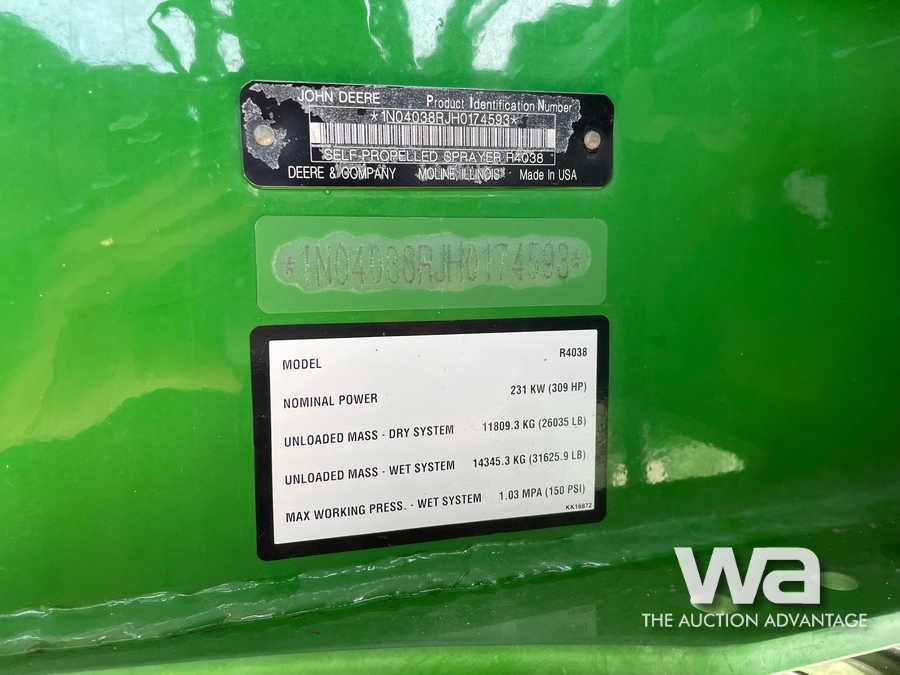 JOHN DEERE Product Identification Number
*1N04038RJH0174593*
SELF-PROPELLED SPRAYER R4038
DEERE & COMPANY MOLINE, ILLINOIS Made In USA
*1N04038RJH0174593*
MODEL R4038
NOMINAL POWER 231 KW (309 HP)
UNLOADED MASS - DRY SYSTEM 11809.3 KG (26035 LB)
UNLOADED MASS - WET SYSTEM 14345.3 KG (31625.9 LB)
MAX WORKING PRESS. - WET SYSTEM 1.03 MPA (150 PSI)
KK16872
wa
THE AUCTION ADVANTAGE